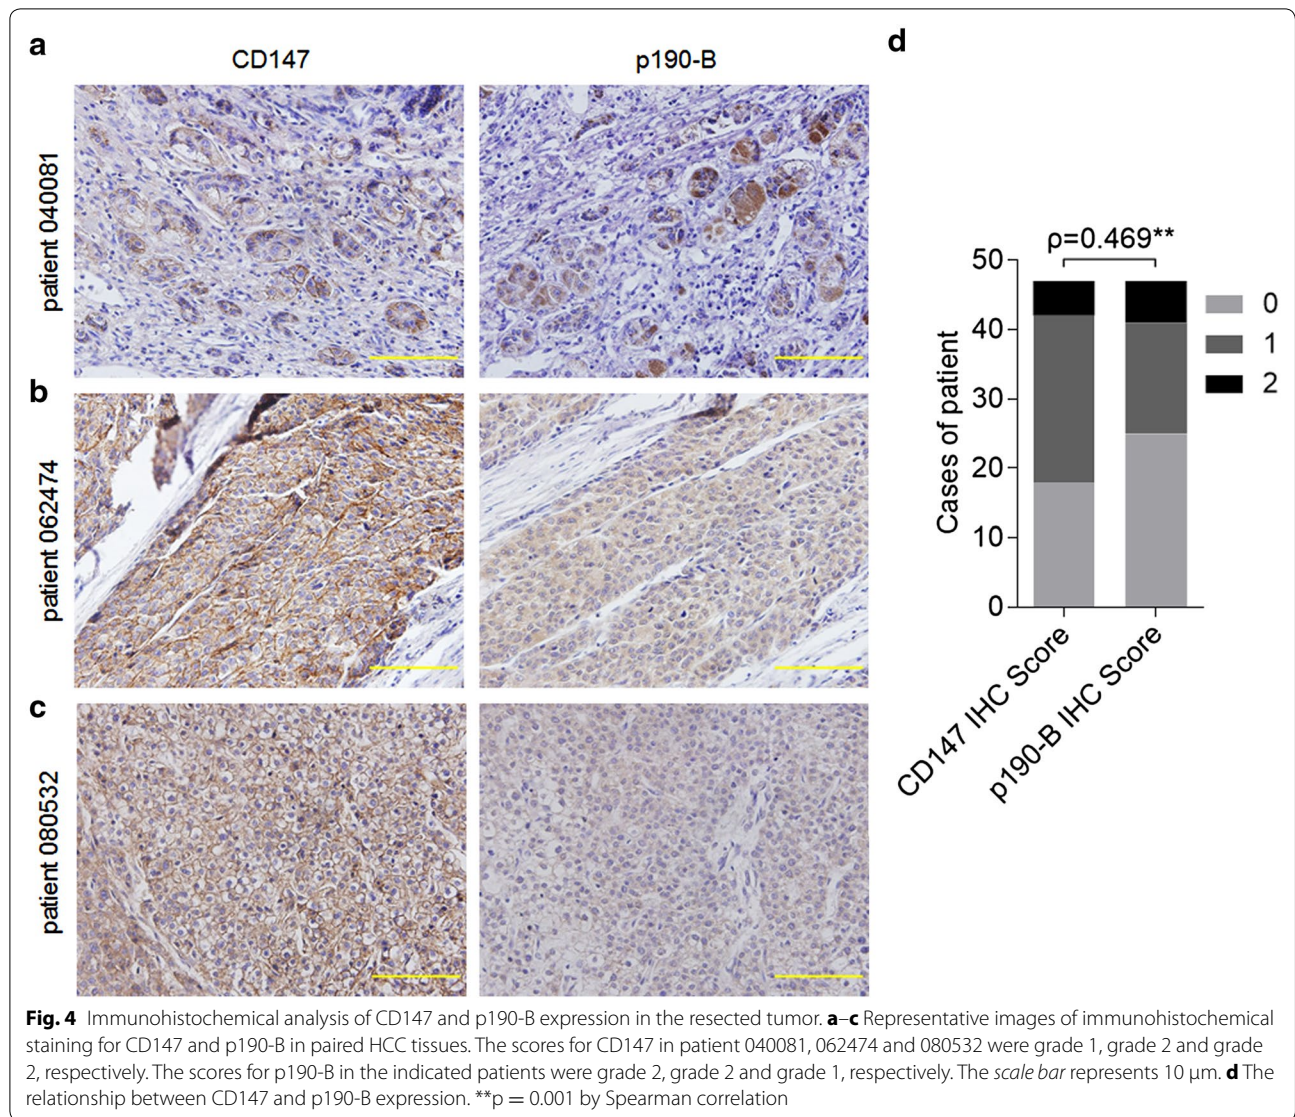 a
CD147
p190-B
patient 040081
b
patient 062474
c
patient 080532
d
ρ=0.469**
Cases of patient
50
40
30
20
10
0
0
1
2
CD147 IHC Score
p190-B IHC Score
Fig. 4 Immunohistochemical analysis of CD147 and p190-B expression in the resected tumor. a–c Representative images of immunohistochemical
staining for CD147 and p190-B in paired HCC tissues. The scores for CD147 in patient 040081, 062474 and 080532 were grade 1, grade 2 and grade
2, respectively. The scores for p190-B in the indicated patients were grade 2, grade 2 and grade 1, respectively. The scale bar represents 10 μm. d The
relationship between CD147 and p190-B expression. **p = 0.001 by Spearman correlation